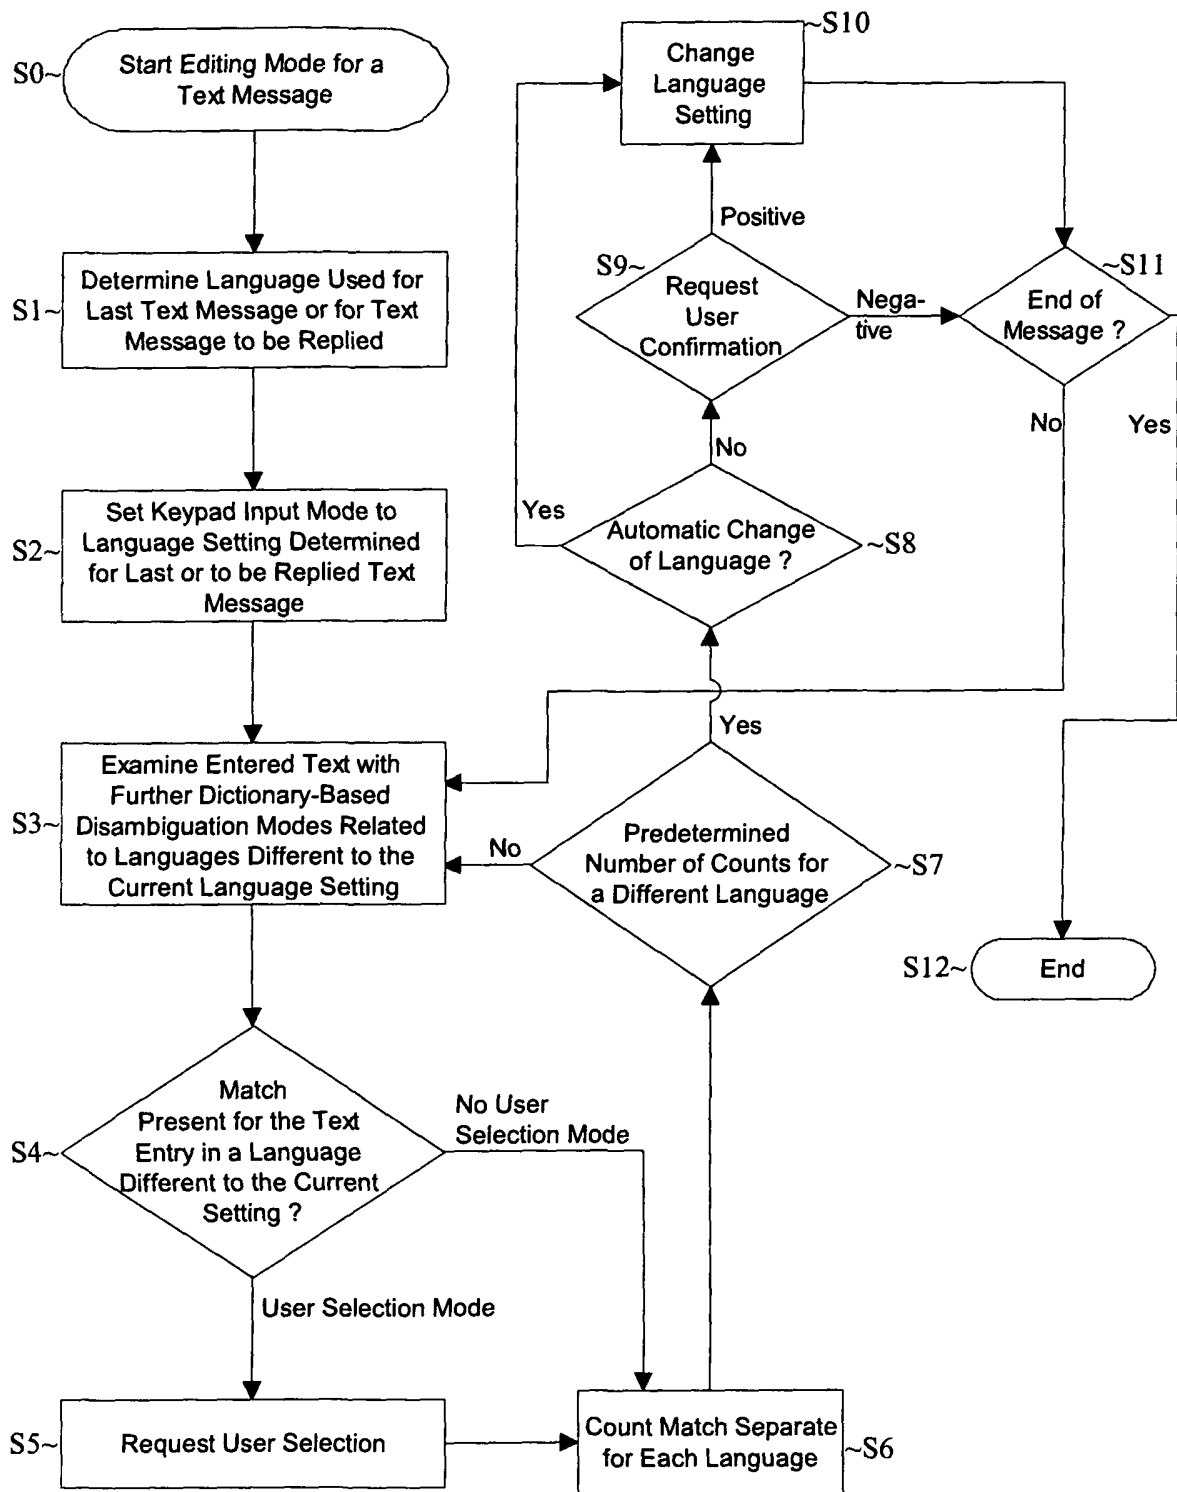 S0~
Start Editing Mode for a
Text Message
S1~
Determine Language Used for
Last Text Message or for Text
Message to be Replied
S2~
Set Keypad Input Mode to
Language Setting Determined
for Last or to be Replied Text
Message
S3~
Examine Entered Text with
Further Dictionary-Based
Disambiguation Modes Related
to Languages Different to the
Current Language Setting
S4~
Match
Present for the Text
Entry in a Language
Different to the Current
Setting ?
No User
Selection Mode
User Selection Mode
S5~
Request User Selection
Count Match Separate
for Each Language
~S6
Predetermined
Number of Counts for
a Different Language
~S7
No
Yes
Automatic Change
of Language ?
~S8
Yes
No
S9~
Request
User
Confirmation
Positive
Nega-
tive
~S10
Change
Language
Setting
~S11
End of
Message ?
No
Yes
S12~
End